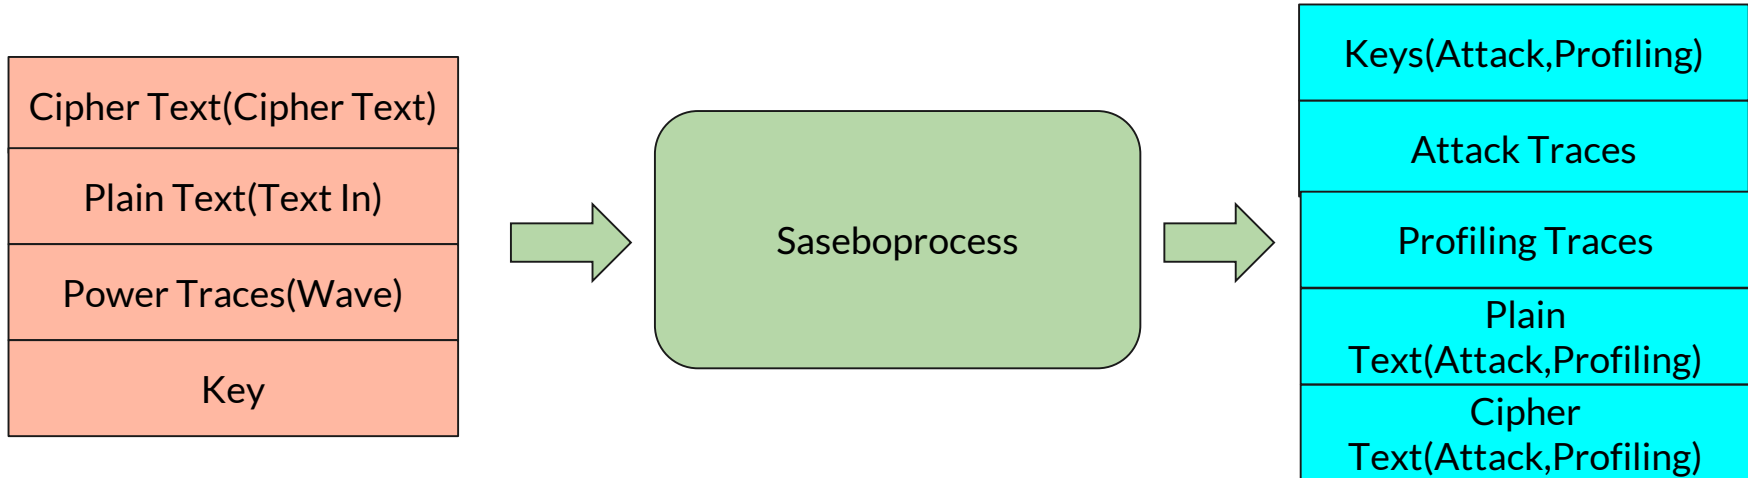 Cipher Text(Cipher Text)
Plain Text(Text In)
Power Traces(Wave)
Key
Saseboprocess
Keys(Attack,Profiling)
Attack Traces
Profiling Traces
Plain
Text(Attack,Profiling)
Cipher
Text(Attack,Profiling)